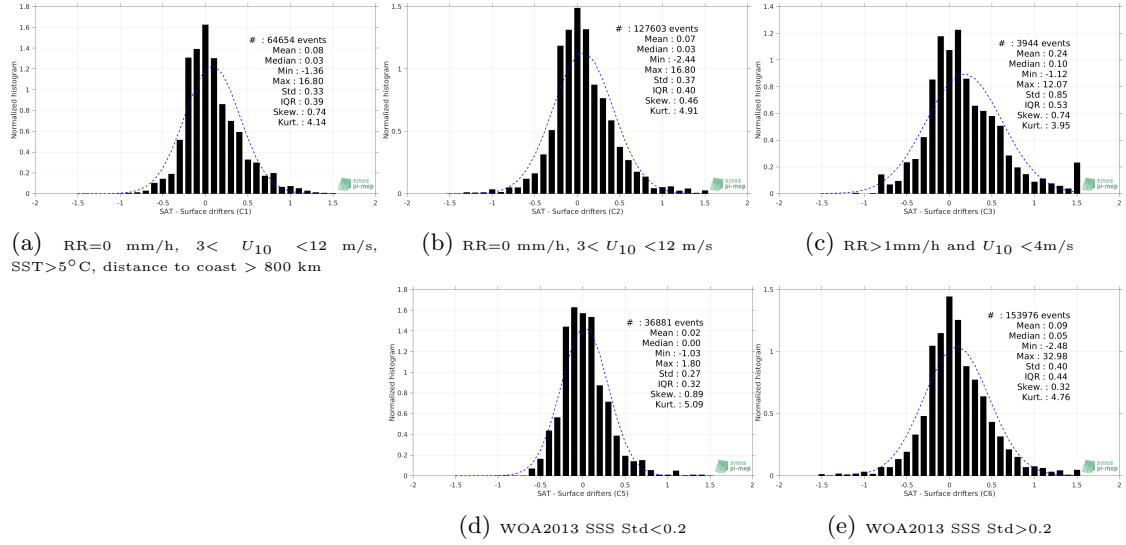 1.8
1.6
1.4
1.2
1
0.8
0.6
0.4
0.2
0
-2 -1.5 -1 -0.5 0 0.5 1 1.5 2
Normalized histogram
SAT - Surface drifters (C1)
# : 64654 events
Mean : 0.08
Median : 0.03
Min : -1.36
Max : 16.80
Std : 0.33
IQR : 0.39
Skew. : 0.74
Kurt. : 4.14
smos
pi-mep
(a) RR=0 mm/h, 3< U10 <12 m/s,
SST>5°C, distance to coast > 800 km
1.5
1
0.5
0
-2 -1.5 -1 -0.5 0 0.5 1 1.5 2
Normalized histogram
SAT - Surface drifters (C2)
# : 127603 events
Mean : 0.07
Median : 0.03
Min : -2.44
Max : 16.80
Std : 0.37
IQR : 0.40
Skew. : 0.46
Kurt. : 4.91
smos
pi-mep
(b) RR=0 mm/h, 3< U10 <12 m/s
1.4
1.2
1
0.8
0.6
0.4
0.2
0
-2 -1.5 -1 -0.5 0 0.5 1 1.5 2
Normalized histogram
SAT - Surface drifters (C3)
# : 3944 events
Mean : 0.24
Median : 0.10
Min : -1.12
Max : 12.07
Std : 0.85
IQR : 0.53
Skew. : 0.74
Kurt. : 3.95
smos
pi-mep
(c) RR>1mm/h and U10 <4m/s
1.8
1.6
1.4
1.2
1
0.8
0.6
0.4
0.2
0
-2 -1.5 -1 -0.5 0 0.5 1 1.5 2
Normalized histogram
SAT - Surface drifters (C5)
# : 36881 events
Mean : 0.02
Median : 0.00
Min : -1.03
Max : 1.80
Std : 0.27
IQR : 0.32
Skew. : 0.89
Kurt. : 5.09
smos
pi-mep
(d) WOA2013 SSS Std<0.2
1.5
1
0.5
0
-2 -1.5 -1 -0.5 0 0.5 1 1.5 2
Normalized histogram
SAT - Surface drifters (C6)
# : 153976 events
Mean : 0.09
Median : 0.05
Min : -2.48
Max : 32.98
Std : 0.40
IQR : 0.44
Skew. : 0.32
Kurt. : 4.76
smos
pi-mep
(e) WOA2013 SSS Std>0.2